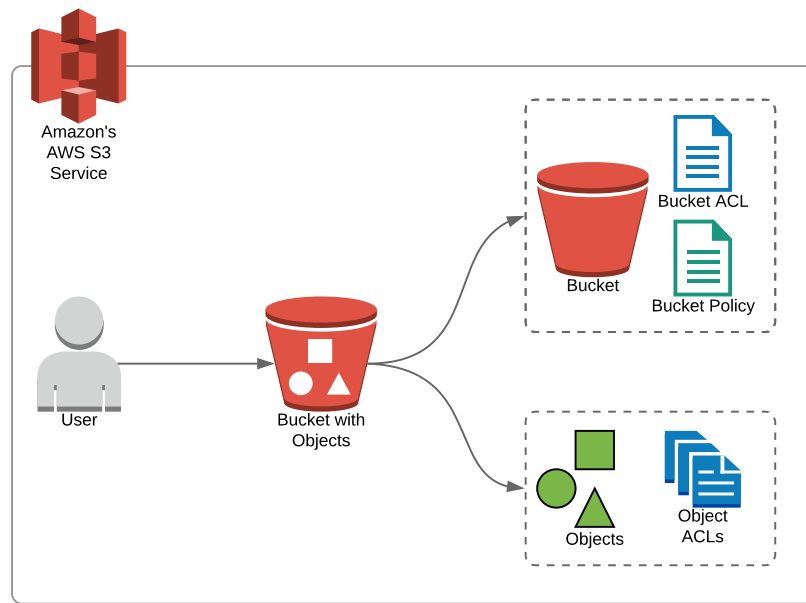 Amazon's
AWS S3
Service
Bucket ACL
Bucket
Bucket Policy
User
Bucket with
Objects
Objects
Object
ACLs